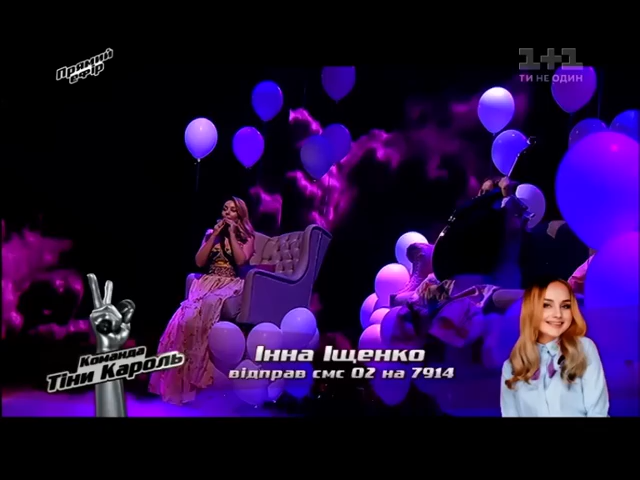 Прямий
ефір
1+1
ТИ НЕ ОДИН
Команда
Тіни Кароль
Інна Іщенко
відправ смс 02 на 7914